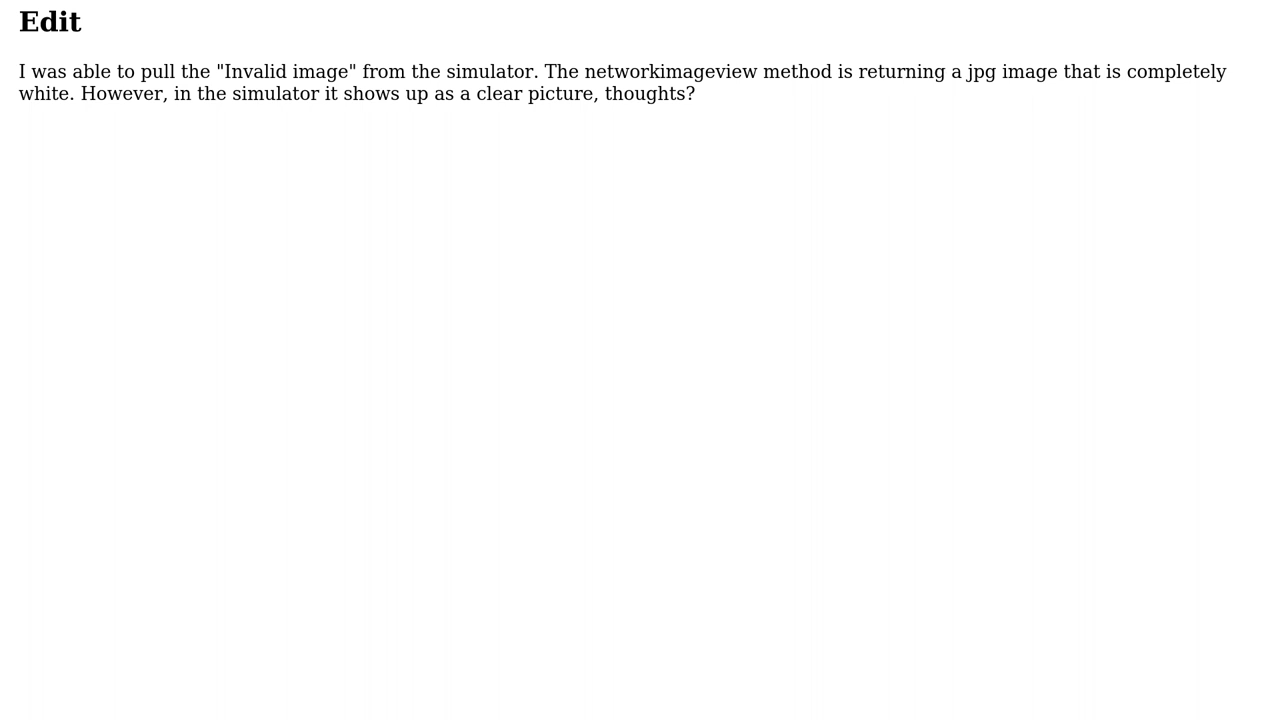 Edit
I was able to pull the "Invalid image" from the simulator. The networkimageview method is returning a jpg image that is completely
white. However, in the simulator it shows up as a clear picture, thoughts?